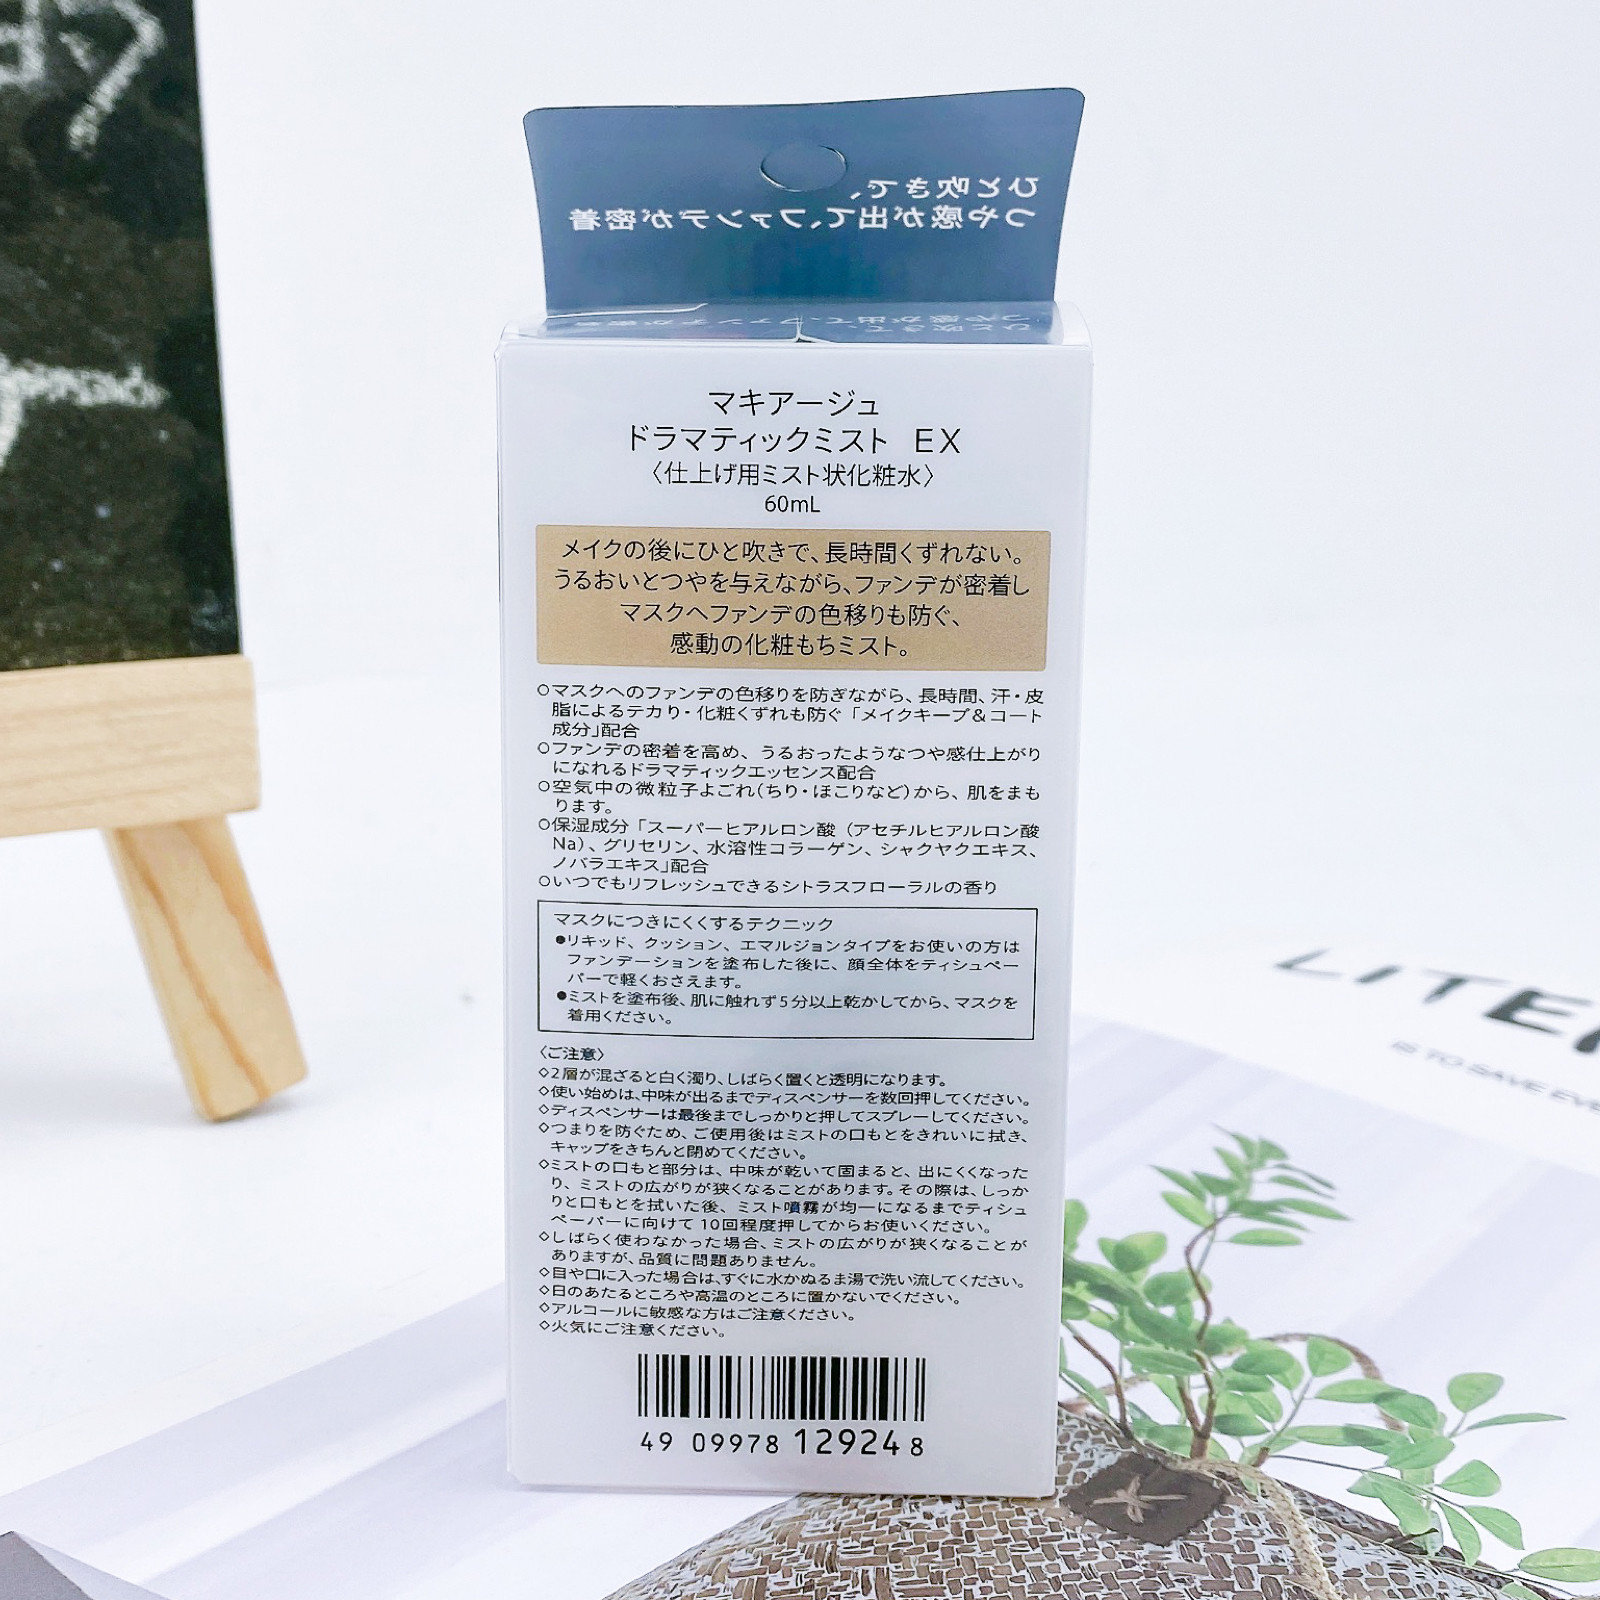 ひと吹きで、
つや感が出て、ファンデが密着
マキアージュ
ドラマティックミスト EX
〈仕上げ用ミスト状化粧水〉
60mL
メイクの後にひと吹きで、長時間くずれない。
うるおいとつやを与えながら、ファンデが密着し
マスクへファンデの色移りも防ぐ、
感動の化粧もちミスト。
○マスクへのファンデの色移りを防ぎながら、長時間、汗・皮
脂によるテカり・化粧くずれも防ぐ「メイクキープ＆コート
成分」配合
○ファンデの密着を高め、うるおったようなつや感仕上がり
になれるドラマティックエッセンス配合
○空気中の微粒子よごれ（ちり・ほこりなど）から、肌をまも
ります。
○保湿成分「スーパーヒアルロン酸（アセチルヒアルロン酸
Na）、グリセリン、水溶性コラーゲン、シャクヤクエキス、
ノバラエキス」配合
○いつでもリフレッシュできるシトラスフローラルの香り
マスクにつきにくくするテクニック
●リキッド、クッション、エマルジョンタイプをお使いの方は
ファンデーションを塗布した後に、顔全体をティシュペー
パーで軽くおさえます。
●ミストを塗布後、肌に触れず5分以上乾かしてから、マスクを
着用ください。
〈ご注意〉
◇2層が混ざると白く濁り、しばらく置くと透明になります。
◇使い始めは、中味が出るまでディスペンサーを数回押してください。
◇ディスペンサーは最後までしっかりと押してスプレーしてください。
◇つまりを防ぐため、ご使用後はミストの口もとをきれいに拭き、
キャップをきちんと閉めてください。
◇ミストの口もと部分は、中味が乾いて固まると、出にくくなった
り、ミストの広がりが狭くなることがあります。その際は、しっか
りと口もとを拭いた後、ミスト噴霧が均一になるまでティシュ
ペーパーに向けて10回程度押してからお使いください。
◇しばらく使わなかった場合、ミストの広がりが狭くなることが
ありますが、品質に問題ありません。
◇目や口に入った場合は、すぐに水かぬるま湯で洗い流してください。
◇日のあたるところや高温のところに置かないでください。
◇アルコールに敏感な方はご注意ください。
◇火気にご注意ください。
49 09978 12924 8
IS TO SAVE